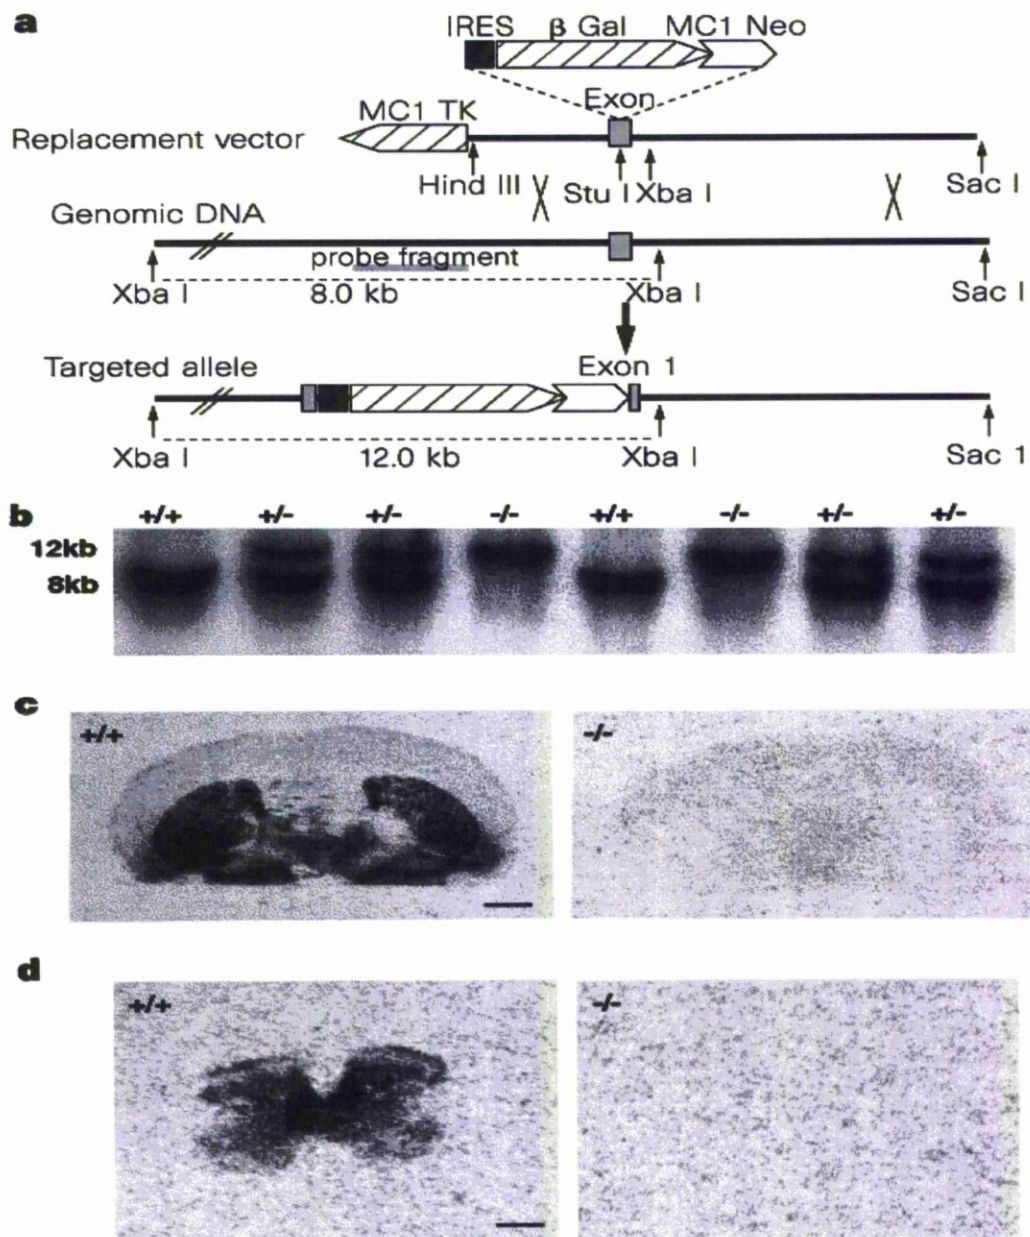 a
IRES β Gal MC1 Neo
Exon
MC1 TK
Replacement vector
Hind III Stu I Xba I Sac I
Genomic DNA
probe fragment
Xba I 8.0 kb Xba I Sac I
Targeted allele Exon 1
Xba I 12.0 kb Xba I Sac 1
b +/+ +/- +/- -/- +/+ -/- +/- +/-
12kb
8kb
c
+/+ -/-
d
+/+ -/-